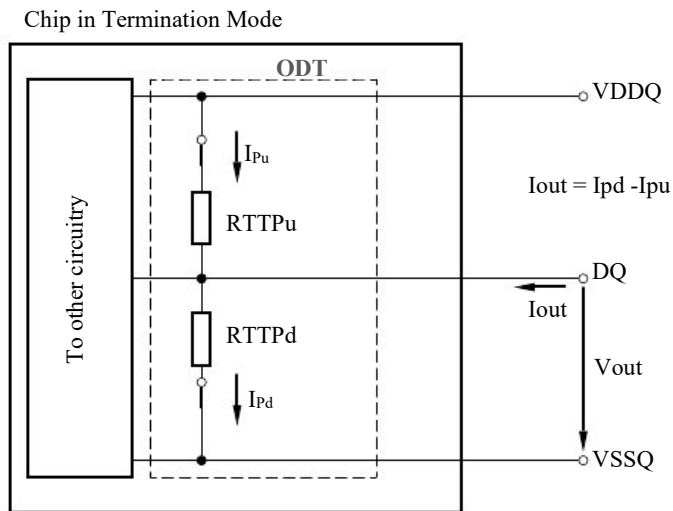 Chip in Termination Mode
ODT
VDDQ
IPu
Iout = Ipd -Ipu
RTTPu
To other circuitry
DQ
Iout
RTTPd
Vout
IPd
VSSQ